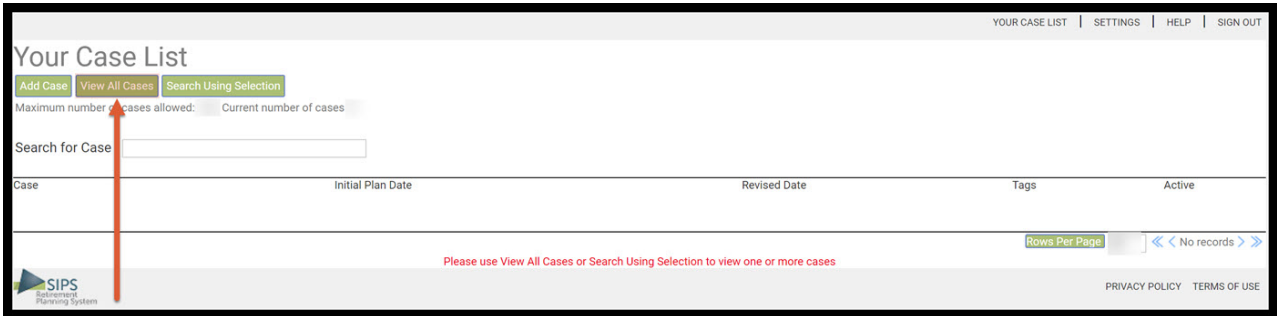 YOUR CASE LIST | SETTINGS | HELP | SIGN OUT
Your Case List
Add Case View All Cases Search Using Selection
Maximum number of cases allowed: Current number of cases
Search for Case
Case Initial Plan Date Revised Date Tags Active
Rows Per Page No records
Please use View All Cases or Search Using Selection to view one or more cases
SIPS
Retirement
Planning System
PRIVACY POLICY TERMS OF USE